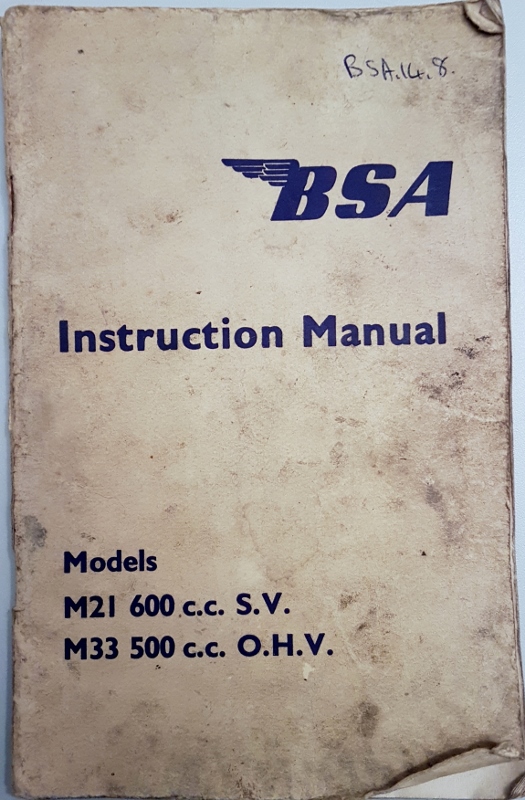 BSA.14.8.
BSA
Instruction Manual
Models
M21 600 c.c. S.V.
M33 500 c.c. O.H.V.